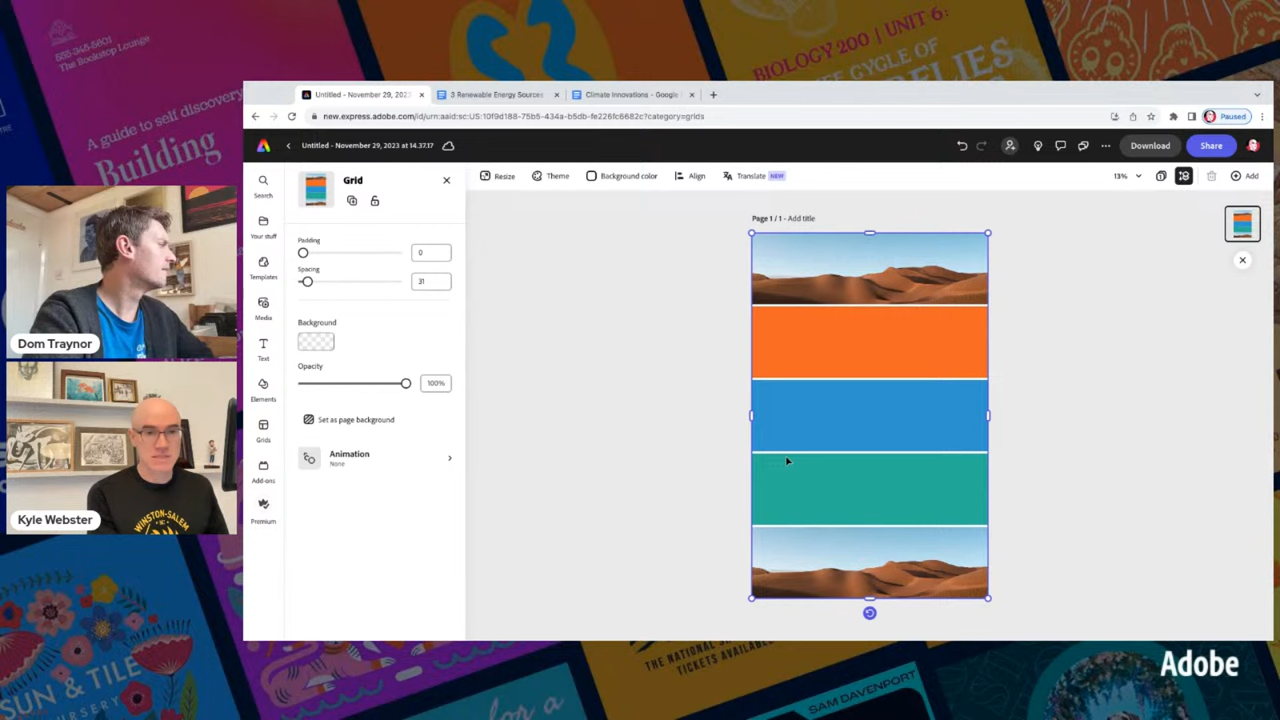 555-345-5601
The Bookstop Lounge
A guide to self discovery
Building
BIOLOGY 200 | UNIT 6:
Untitled - November 29, 2023
3 Renewable Energy Sources
Climate Innovations - Google
new.express.adobe.com/id/urn:aaid:sc:US:10f9d188-75b5-434a-b5db-fe226fc6682c?category=grids
Paused
Untitled - November 29, 2023 at 14.37.17
Download
Share
Search
Your stuff
Templates
Media
Text
Elements
Grids
Add-ons
Premium
Grid
Padding
0
Spacing
31
Background
Opacity
100%
Set as page background
Animation
None
Resize
Theme
Background color
Align
Translate NEW
13%
Add
Page 1 / 1 - Add title
Dom Traynor
Kyle Webster
SUN & TILE
THE NATIONAL
TICKETS AVAILABLE
for a
SAM DAVENPORT
Adobe